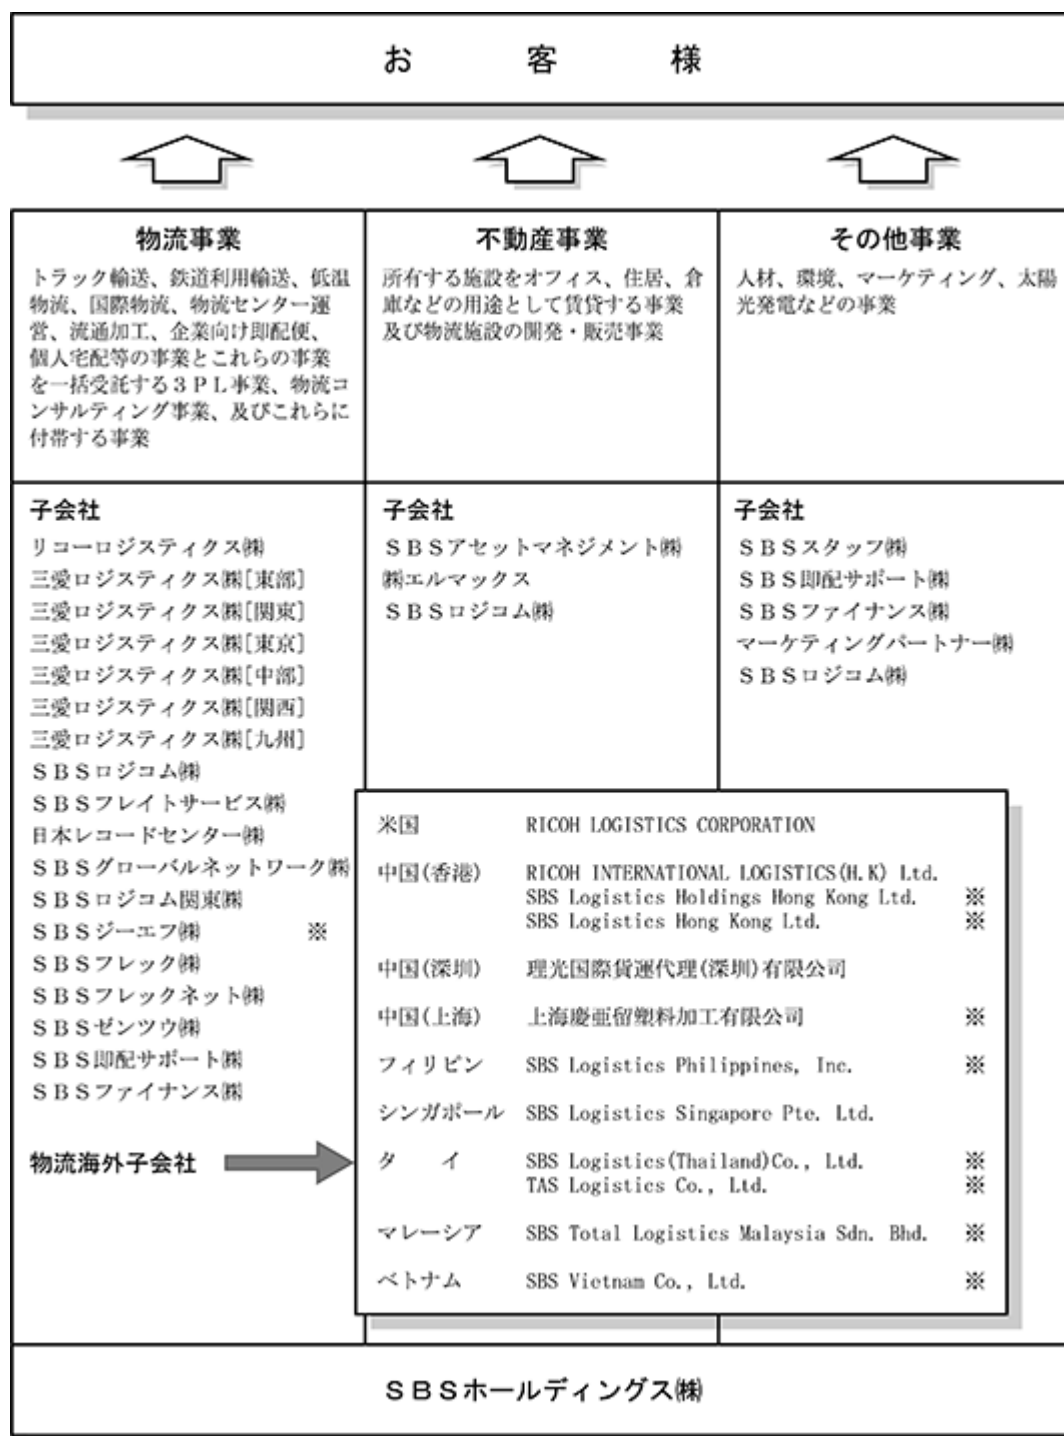 お客様
物流事業
トラック輸送、鉄道利用輸送、低温
物流、国際物流、物流センター運
営、流通加工、企業向け即配便、
個人宅配等の事業とこれらの事業
を一括受託する３ＰＬ事業、物流コ
ンサルティング事業、及びこれらに
付帯する事業
不動産事業
所有する施設をオフィス、住居、倉
庫などの用途として賃貸する事業
及び物流施設の開発・販売事業
その他事業
人材、環境、マーケティング、太陽
光発電などの事業
子会社
リコーロジスティクス㈱
三愛ロジスティクス㈱[東部]
三愛ロジスティクス㈱[関東]
三愛ロジスティクス㈱[東京]
三愛ロジスティクス㈱[中部]
三愛ロジスティクス㈱[関西]
三愛ロジスティクス㈱[九州]
ＳＢＳロジコム㈱
ＳＢＳフレイトサービス㈱
日本レコードセンター㈱
ＳＢＳグローバルネットワーク㈱
ＳＢＳロジコム関東㈱
ＳＢＳジーエフ㈱ ※
ＳＢＳフレック㈱
ＳＢＳフレックネット㈱
ＳＢＳゼンツウ㈱
ＳＢＳ即配サポート㈱
ＳＢＳファイナンス㈱
物流海外子会社
子会社
ＳＢＳアセットマネジメント㈱
㈱エルマックス
ＳＢＳロジコム㈱
子会社
ＳＢＳスタッフ㈱
ＳＢＳ即配サポート㈱
ＳＢＳファイナンス㈱
マーケティングパートナー㈱
ＳＢＳロジコム㈱
米国 RICOH LOGISTICS CORPORATION
中国(香港) RICOH INTERNATIONAL LOGISTICS(H.K) Ltd.
SBS Logistics Holdings Hong Kong Ltd. ※
SBS Logistics Hong Kong Ltd. ※
中国(深圳) 理光国際貨運代理(深圳)有限公司
中国(上海) 上海慶亜留塑料加工有限公司 ※
フィリピン SBS Logistics Philippines, Inc. ※
シンガポール SBS Logistics Singapore Pte. Ltd.
タイ SBS Logistics(Thailand)Co., Ltd. ※
TAS Logistics Co., Ltd. ※
マレーシア SBS Total Logistics Malaysia Sdn. Bhd. ※
ベトナム SBS Vietnam Co., Ltd. ※
ＳＢＳホールディングス㈱